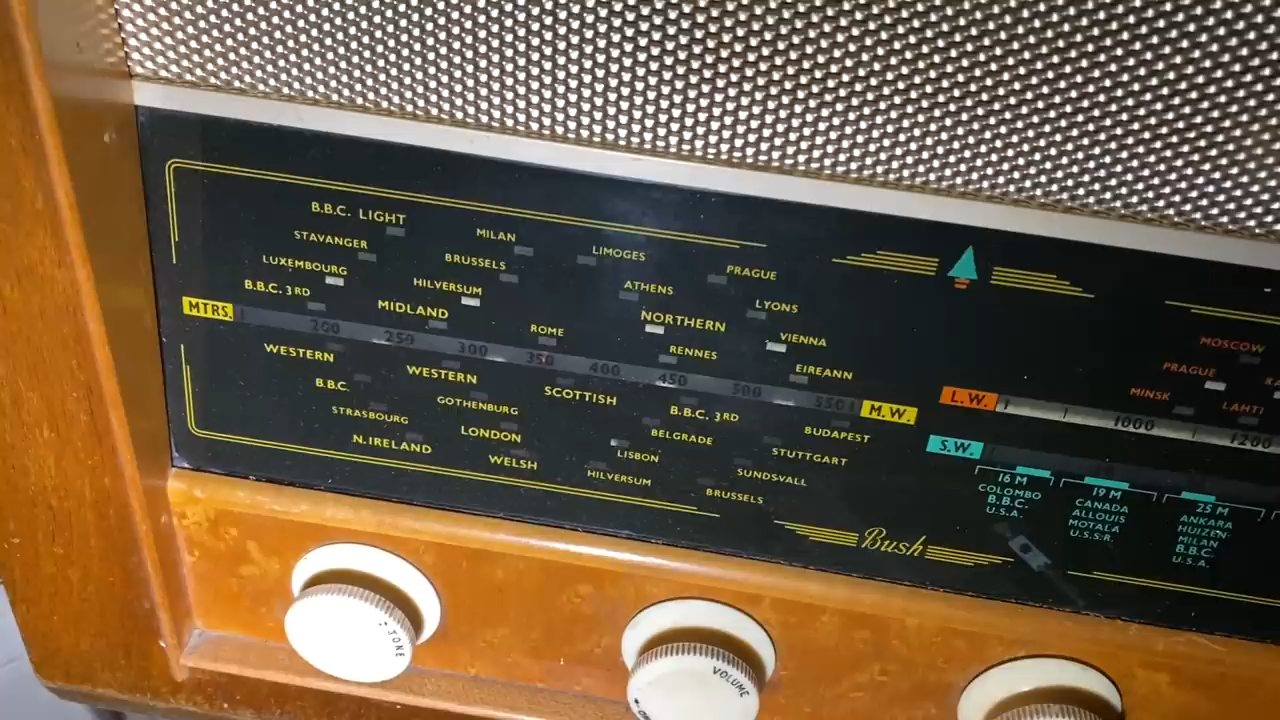 B.B.C. LIGHT
STAVANGER
MILAN
LIMOGES
LUXEMBOURG
BRUSSELS
PRAGUE
B.B.C. 3RD
HILVERSUM
ATHENS
LYONS
MIDLAND
NORTHERN
VIENNA
ROME
RENNES
EIREANN
MTRS.
200 250 300 350 400 450 500 550
M.W.
WESTERN
WESTERN
SCOTTISH
B.B.C. 3RD
BUDAPEST
B.B.C.
GOTHENBURG
BELGRADE
STUTTGART
STRASBOURG
LONDON
LISBON
SUNDSVALL
N.IRELAND
WELSH
HILVERSUM
BRUSSELS
Bush
MOSCOW
PRAGUE
MINSK
LAHTI
L.W.
1000 1200
S.W.
16 M
COLOMBO
B.B.C.
U.S.A.
19 M
CANADA
ALLOUIS
MOTALA
U.S.S.R.
25 M
ANKARA
HUIZEN
MILAN
B.B.C.
U.S.A.
TONE
VOLUME